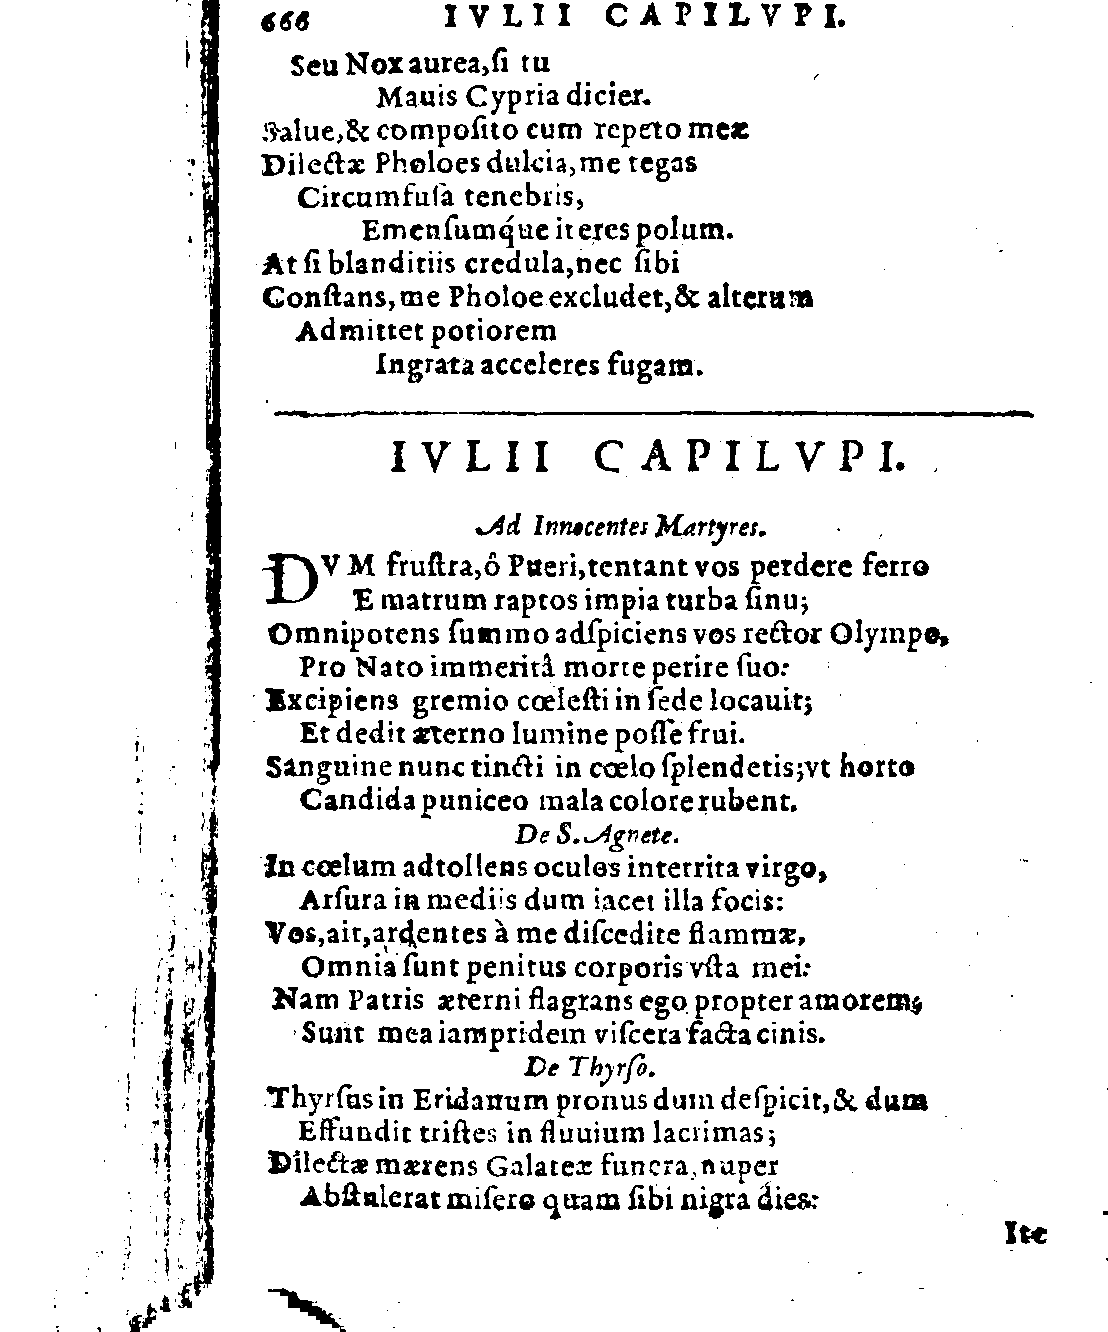 666 IVLII CAPILVPI.
Seu Nox aurea, ſi tu
Mauis Cypria dicier.
Salue, & compoſito cum repeto meæ
Dilectæ Pholoes dulcia, me tegas
Circumfuſa tenebris,
Emenſumq́ue iteres polum.
At ſi blanditiis credula, nec ſibi
Conſtans, me Pholoe excludet, & alterum
Admittet potiorem
Ingrata acceleres fugam.
IVLII CAPILVPI.
Ad Innocentes Martyres.
DVM fruſtra, ô Pueri, tentant vos perdere ferro
E matrum raptos impia turba ſinu;
Omnipotens ſummo adſpiciens vos rector Olympo,
Pro Nato immeritâ morte perire ſuo:
Excipiens gremio cœleſti in ſede locauit;
Et dedit æterno lumine poſſe frui.
Sanguine nunc tincti in cœlo ſplendetis; vt horto
Candida puniceo mala colore rubent.
De S. Agnete.
In cœlum adtollens oculos interrita virgo,
Arſura in mediis dum iacet illa focis:
Vos, ait, ardentes à me diſcedite flammæ,
Omnia ſunt penitus corporis vſta mei:
Nam Patris æterni flagrans ego propter amorem,
Sunt mea iampridem viſcera facta cinis.
De Thyrſo.
Thyrſus in Eridanum pronus dum deſpicit, & dum
Effundit triſtes in fluuium lacrimas;
Dilectæ mærens Galateæ funera, nuper
Abſtulerat miſero quam ſibi nigra dies:
Ite